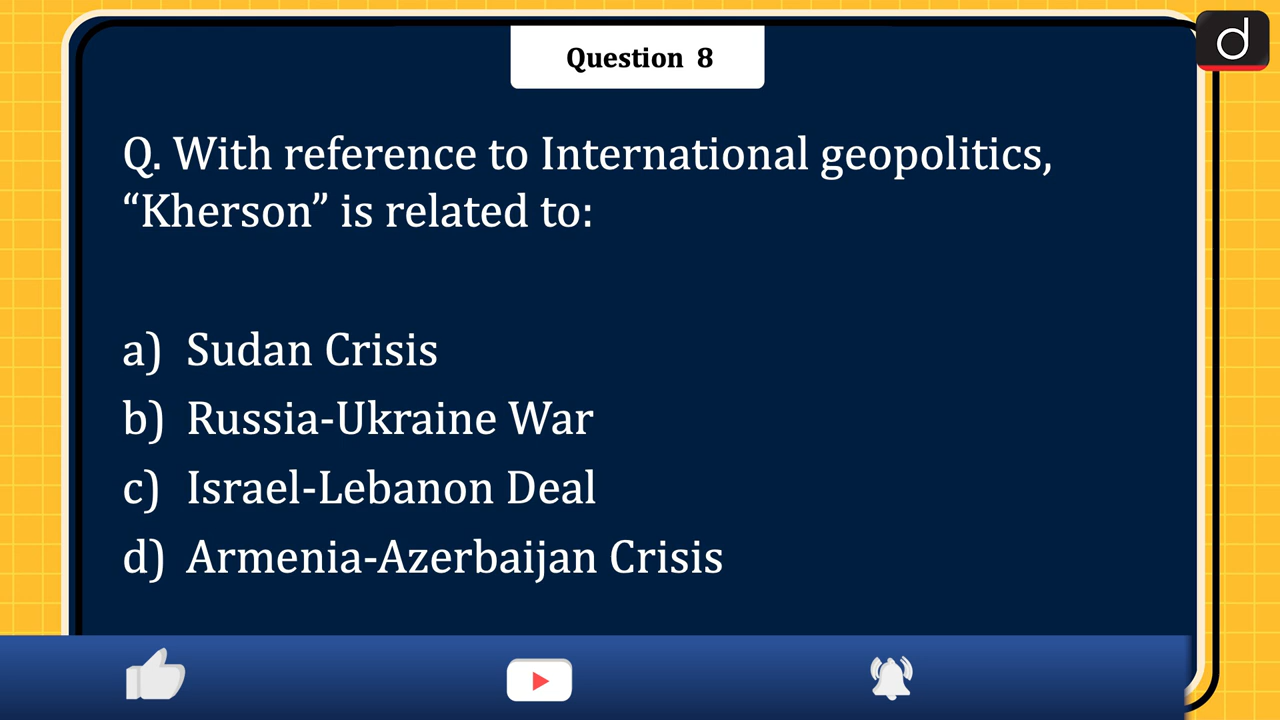 Question 8
d
Q. With reference to International geopolitics,
“Kherson” is related to:
a) Sudan Crisis
b) Russia-Ukraine War
c) Israel-Lebanon Deal
d) Armenia-Azerbaijan Crisis